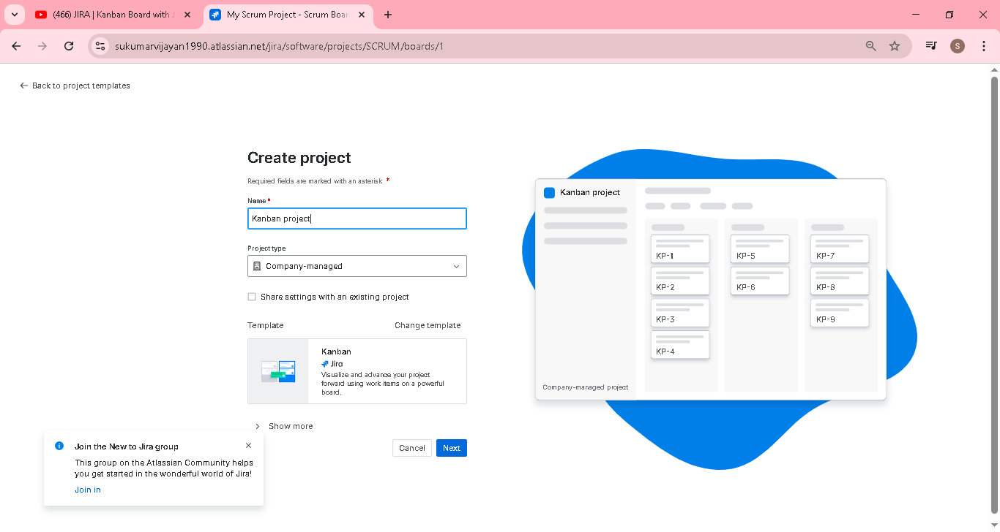 (466) JIRA | Kanban Board with J
My Scrum Project - Scrum Boar
sukumarvijayan1990.atlassian.net/jira/software/projects/SCRUM/boards/1
S
Back to project templates
Create project
Required fields are marked with an asterisk *
Name *
Kanban project
Project type
Company-managed
Share settings with an existing project
Template
Change template
Kanban
Jira
Visualize and advance your project
forward using work items on a powerful
board.
Show more
Cancel
Next
Kanban project
KP-1
KP-5
KP-7
KP-2
KP-6
KP-8
KP-3
KP-9
KP-4
Company-managed project
Join the New to Jira group
This group on the Atlassian Community helps
you get started in the wonderful world of Jira!
Join in